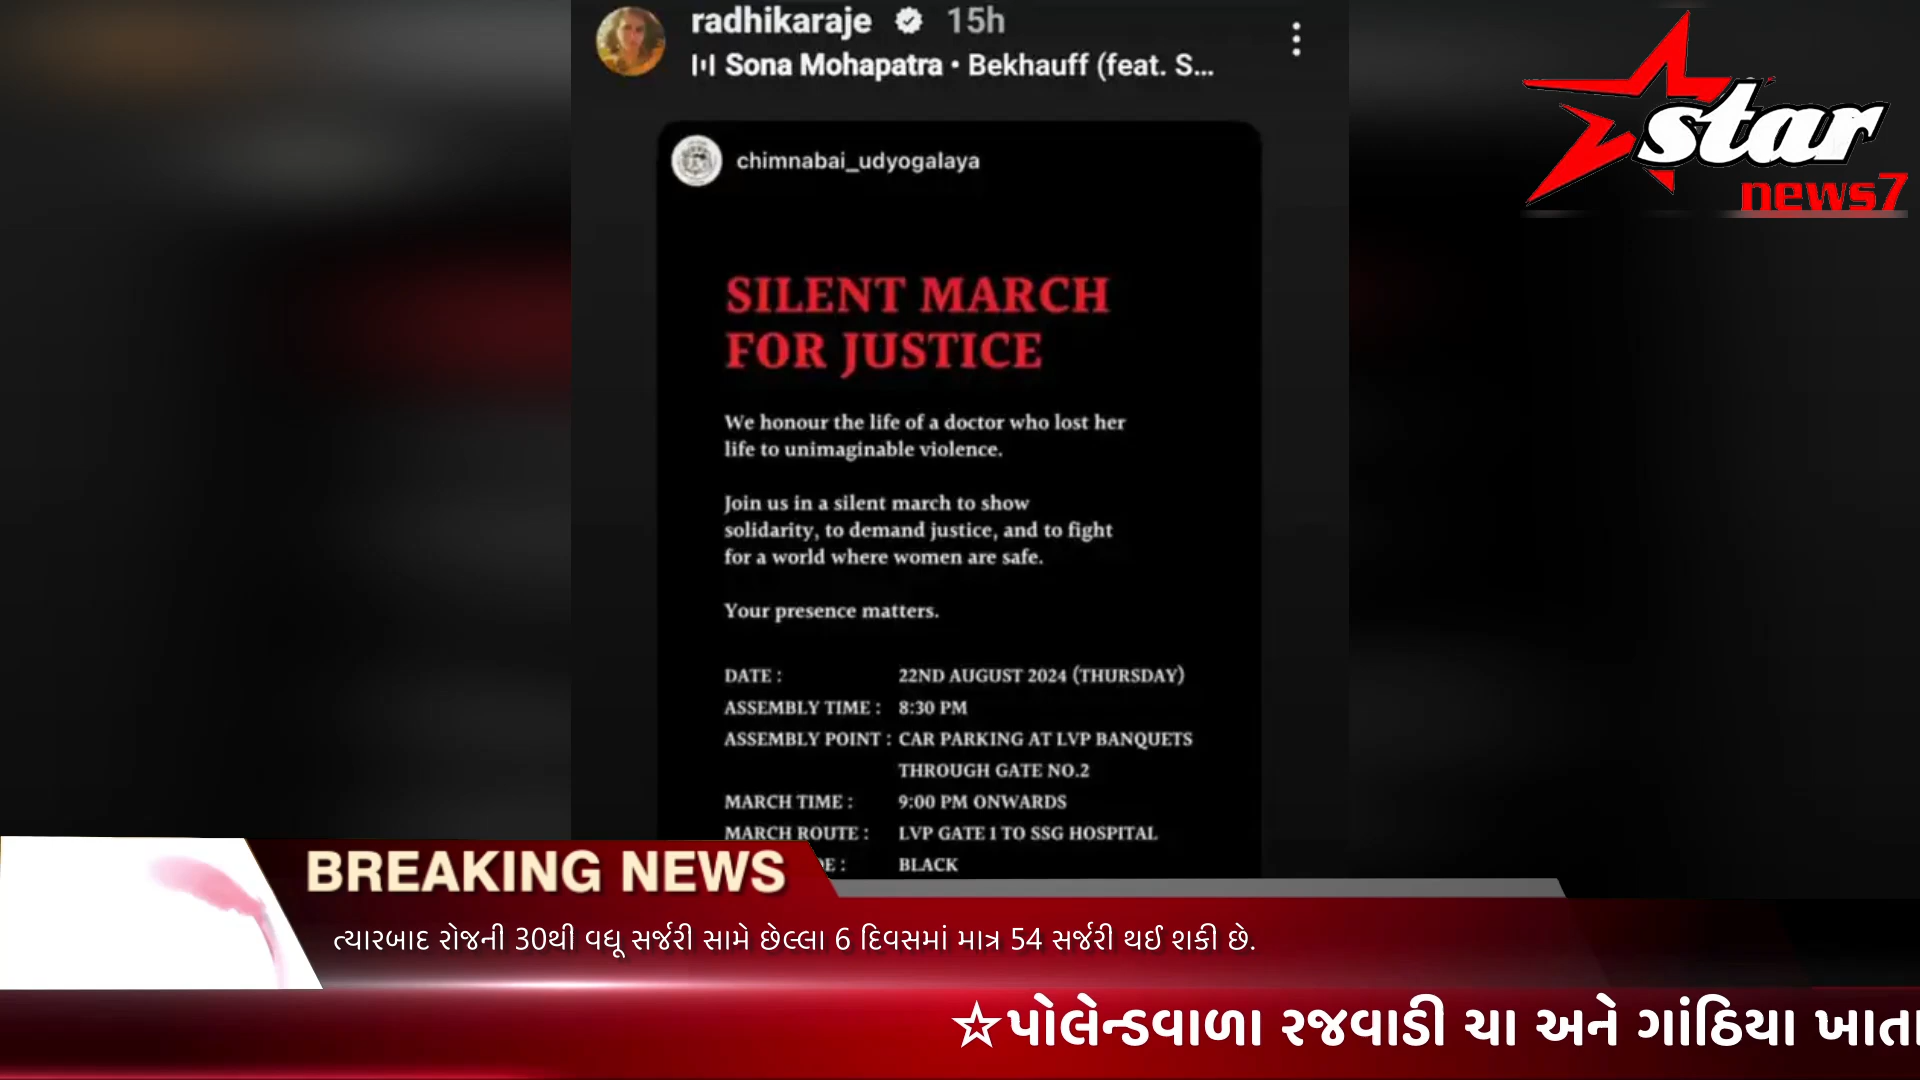 radhikaraje 15h
Sona Mohapatra • Bekhauff (feat. S...
star
news7
chimnabai_udyogalaya
SILENT MARCH
FOR JUSTICE
We honour the life of a doctor who lost her
life to unimaginable violence.
Join us in a silent march to show
solidarity, to demand justice, and to fight
for a world where women are safe.
Your presence matters.
DATE : 22ND AUGUST 2024 (THURSDAY)
ASSEMBLY TIME : 8:30 PM
ASSEMBLY POINT : CAR PARKING AT LVP BANQUETS
THROUGH GATE NO.2
MARCH TIME : 9:00 PM ONWARDS
MARCH ROUTE : LVP GATE 1 TO SSG HOSPITAL
BLACK
BREAKING NEWS
ત્યારબાદ રોજની 30થી વધૂ સર્જરી સામે છેલ્લા 6 દિવસમાં માત્ર 54 સર્જરી થઈ શકી છે.
☆પોલેન્ડવાળા રજવાડી ચા અને ગાંઠિયા ખાતા